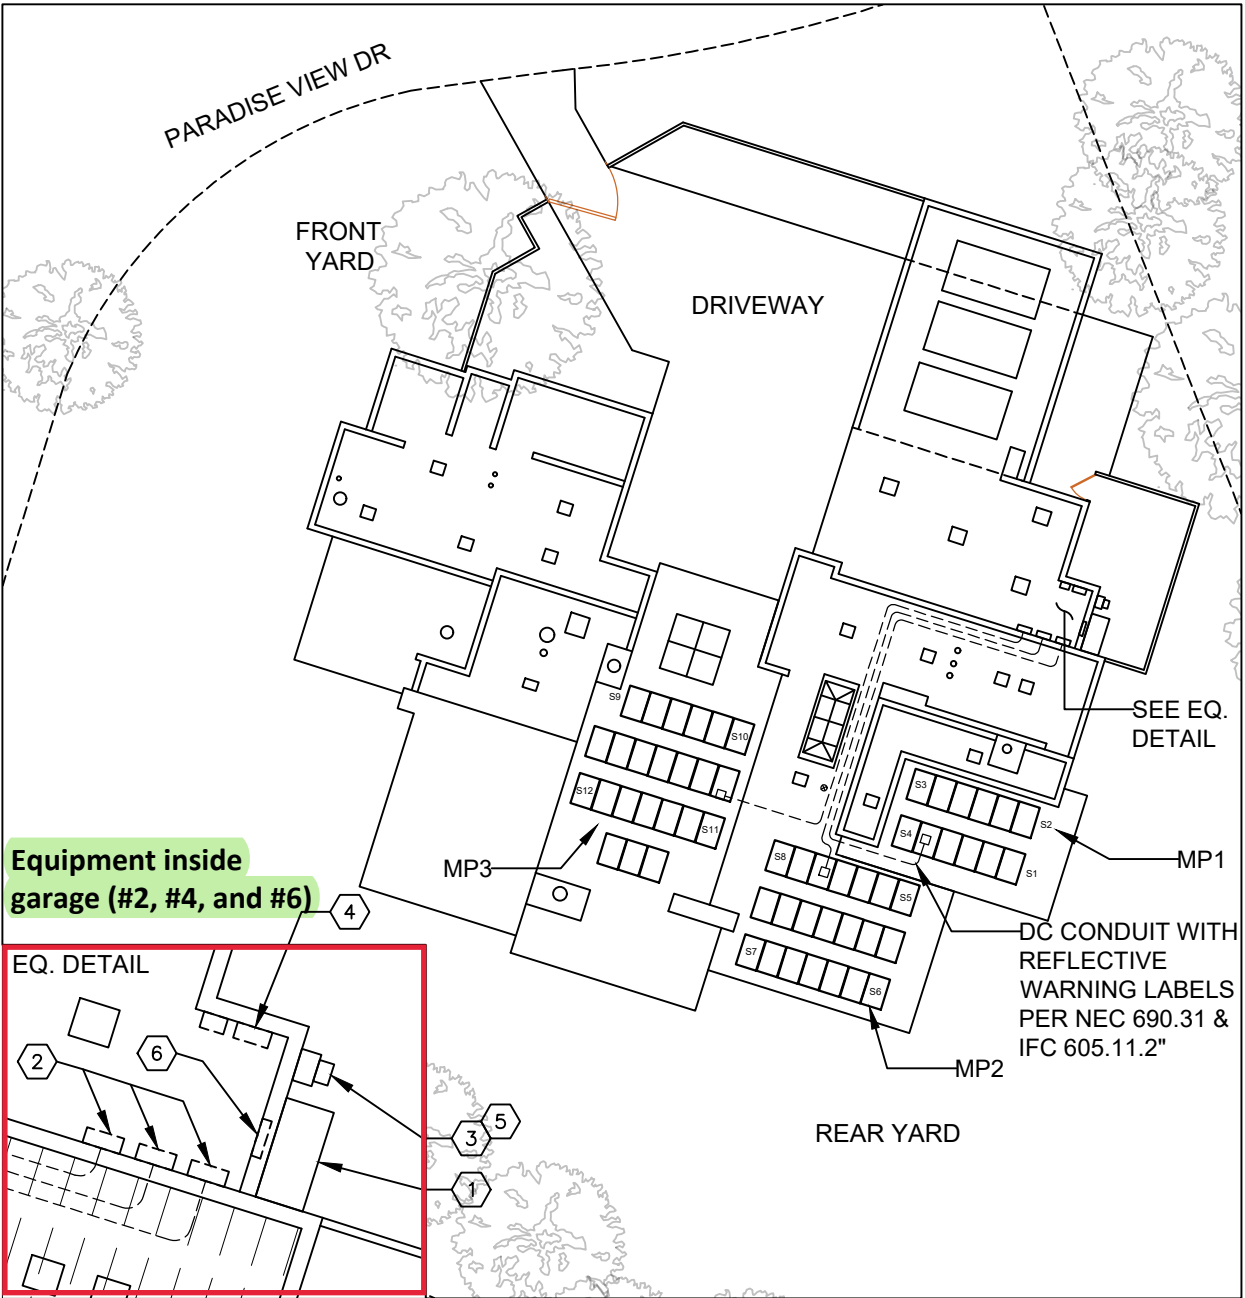 PARADISE VIEW DR
FRONT
YARD
DRIVEWAY
SEE EQ.
DETAIL
S9
S10
S12
S11
S3
S2
S4
S1
S8
S5
S7
S6
MP1
MP3
MP2
DC CONDUIT WITH
REFLECTIVE
WARNING LABELS
PER NEC 690.31 &
IFC 605.11.2"
REAR YARD
Equipment inside
garage (#2, #4, and #6)
4
EQ. DETAIL
2
6
5
3
1